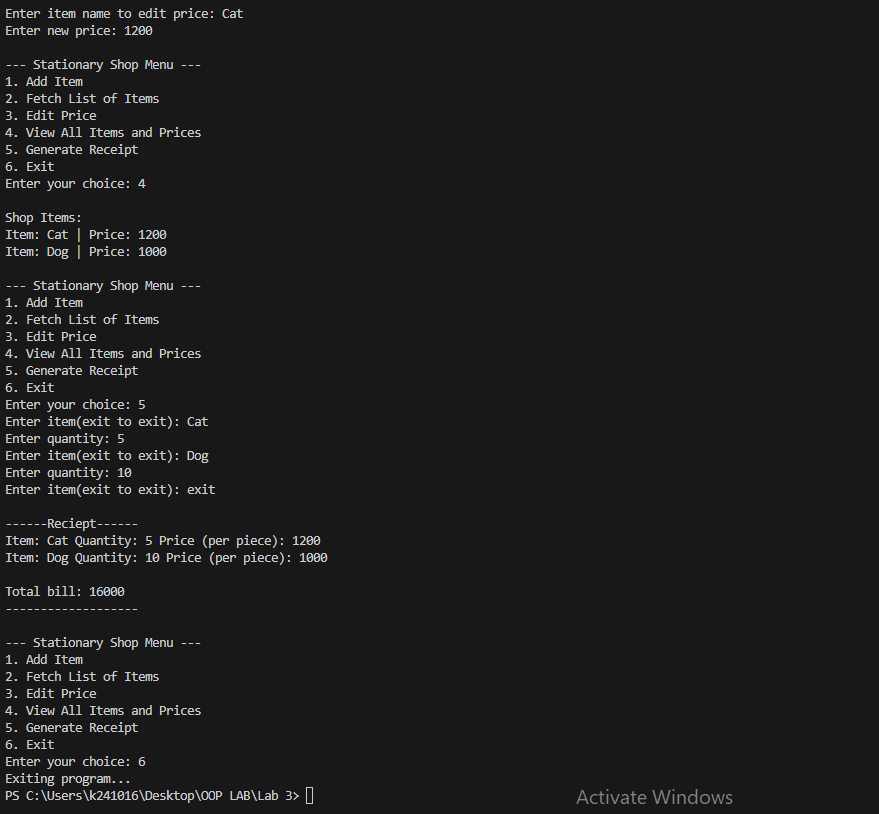 Enter item name to edit price: Cat
Enter new price: 1200
--- Stationary Shop Menu ---
1. Add Item
2. Fetch List of Items
3. Edit Price
4. View All Items and Prices
5. Generate Receipt
6. Exit
Enter your choice: 4
Shop Items:
Item: Cat | Price: 1200
Item: Dog | Price: 1000
--- Stationary Shop Menu ---
1. Add Item
2. Fetch List of Items
3. Edit Price
4. View All Items and Prices
5. Generate Receipt
6. Exit
Enter your choice: 5
Enter item(exit to exit): Cat
Enter quantity: 5
Enter item(exit to exit): Dog
Enter quantity: 10
Enter item(exit to exit): exit
------Reciept------
Item: Cat Quantity: 5 Price (per piece): 1200
Item: Dog Quantity: 10 Price (per piece): 1000
Total bill: 16000
-------------------
--- Stationary Shop Menu ---
1. Add Item
2. Fetch List of Items
3. Edit Price
4. View All Items and Prices
5. Generate Receipt
6. Exit
Enter your choice: 6
Exiting program...
PS C:\Users\k241016\Desktop\OOP LAB\Lab 3>
Activate Windows